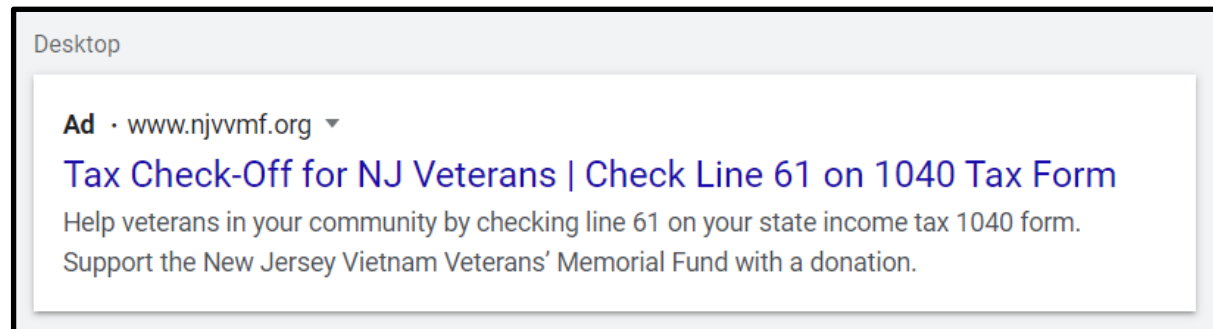 Desktop
Ad · www.njvvmf.org
Tax Check-Off for NJ Veterans | Check Line 61 on 1040 Tax Form
Help veterans in your community by checking line 61 on your state income tax 1040 form.
Support the New Jersey Vietnam Veterans’ Memorial Fund with a donation.